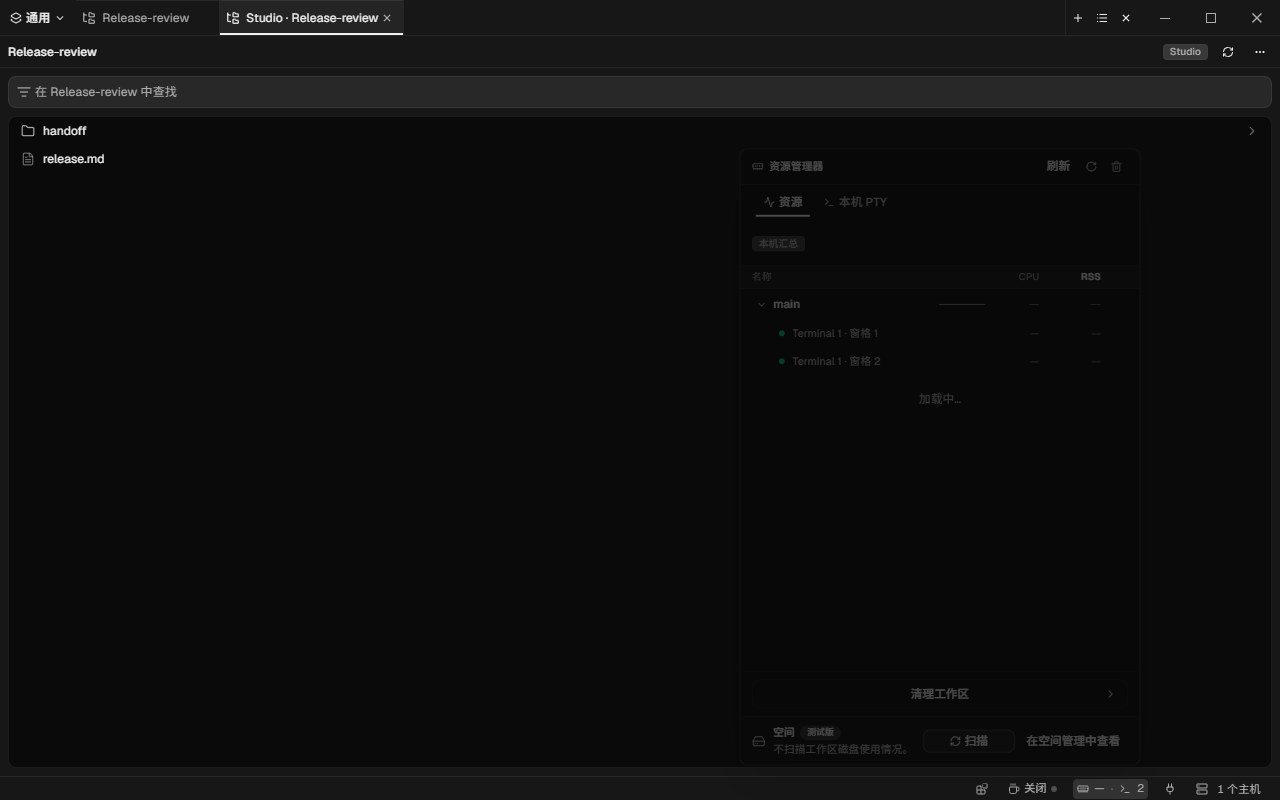 通用 Release-review Studio · Release-review
Release-review Studio
在 Release-review 中查找
handoff
release.md
资源管理器 刷新
资源 本机 PTY
本机汇总
名称 CPU RSS
main — —
Terminal 1 · 窗格 1 — —
Terminal 1 · 窗格 2 — —
加载中...
清理工作区
空间 测试版
不扫描工作区磁盘使用情况。
扫描 在空间管理中查看
关闭 — · 2 1 个主机